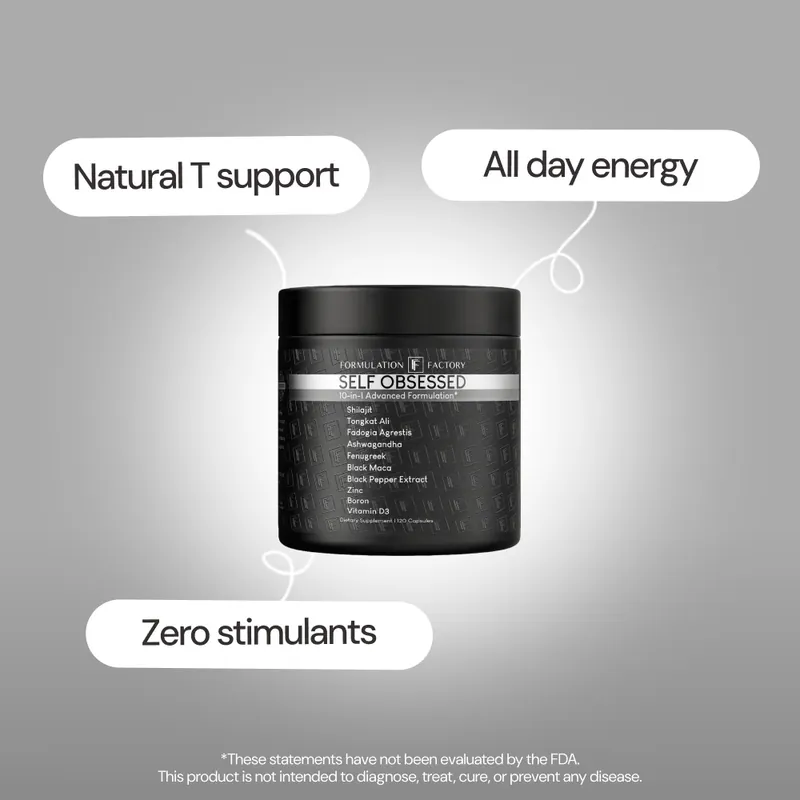 Natural T support
All day energy
FORMULATION F FACTORY
SELF OBSESSED
10-in-1 Advanced Formulation*
Shilajit
Tongkat Ali
Fadogia Agrestis
Ashwagandha
Fenugreek
Black Maca
Black Pepper Extract
Zinc
Boron
Vitamin D3
Dietary Supplement | 120 Capsules
Zero stimulants
*These statements have not been evaluated by the FDA.
This product is not intended to diagnose, treat, cure, or prevent any disease.